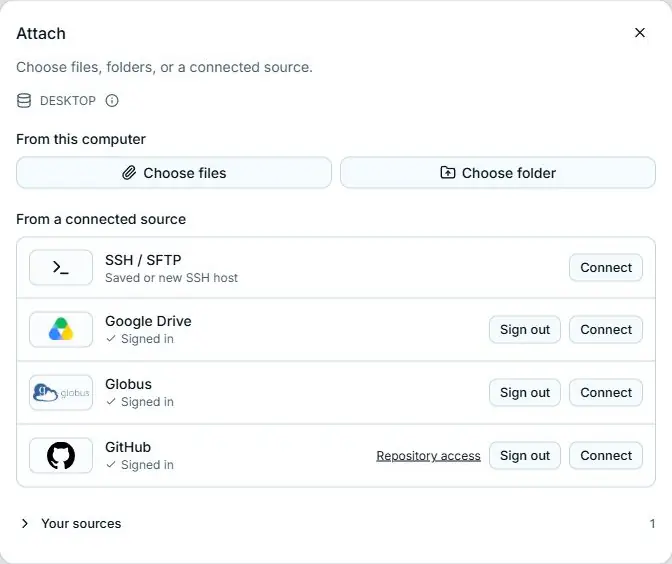 Attach
Choose files, folders, or a connected source.
DESKTOP
From this computer
Choose files
Choose folder
From a connected source
SSH / SFTP
Saved or new SSH host
Connect
Google Drive
Signed in
Sign out
Connect
globus
Globus
Signed in
Sign out
Connect
GitHub
Signed in
Repository access
Sign out
Connect
Your sources
1